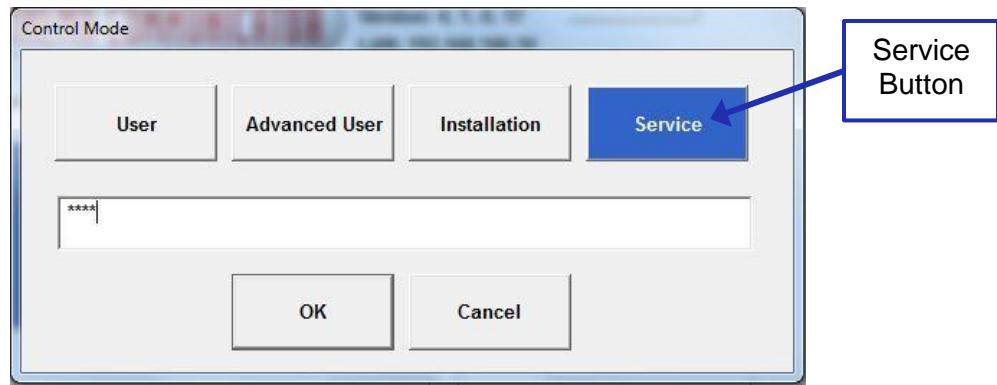 Control Mode
Service
Button
User
Advanced User
Installation
Service
****
OK
Cancel